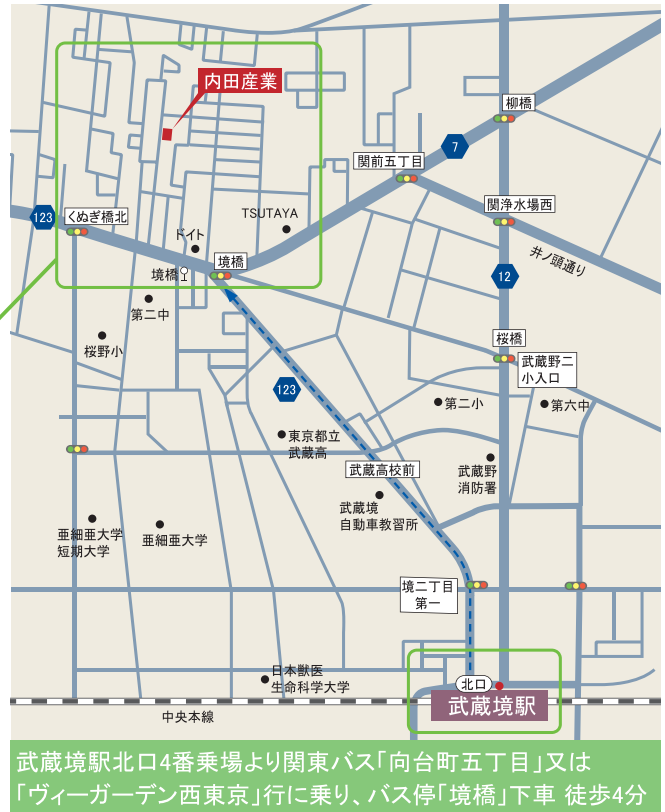 内田産業
柳橋
7
関前五丁目
123
くぬぎ橋北
TSUTAYA
関浄水場西
ドイト
境橋
境橋
井ノ頭通り
12
第二中
桜橋
桜野小
武蔵野二
小入口
123
第二小
第六中
東京都立
武蔵高
武蔵高校前
武蔵野
消防署
武蔵境
自動車教習所
亜細亜大学
短期大学
亜細亜大学
境二丁目
第一
日本獣医
生命科学大学
北口
武蔵境駅
中央本線
武蔵境駅北口4番乗場より関東バス「向台町五丁目」又は
「ヴィーガーデン西東京」行に乗り、バス停「境橋」下車 徒歩4分